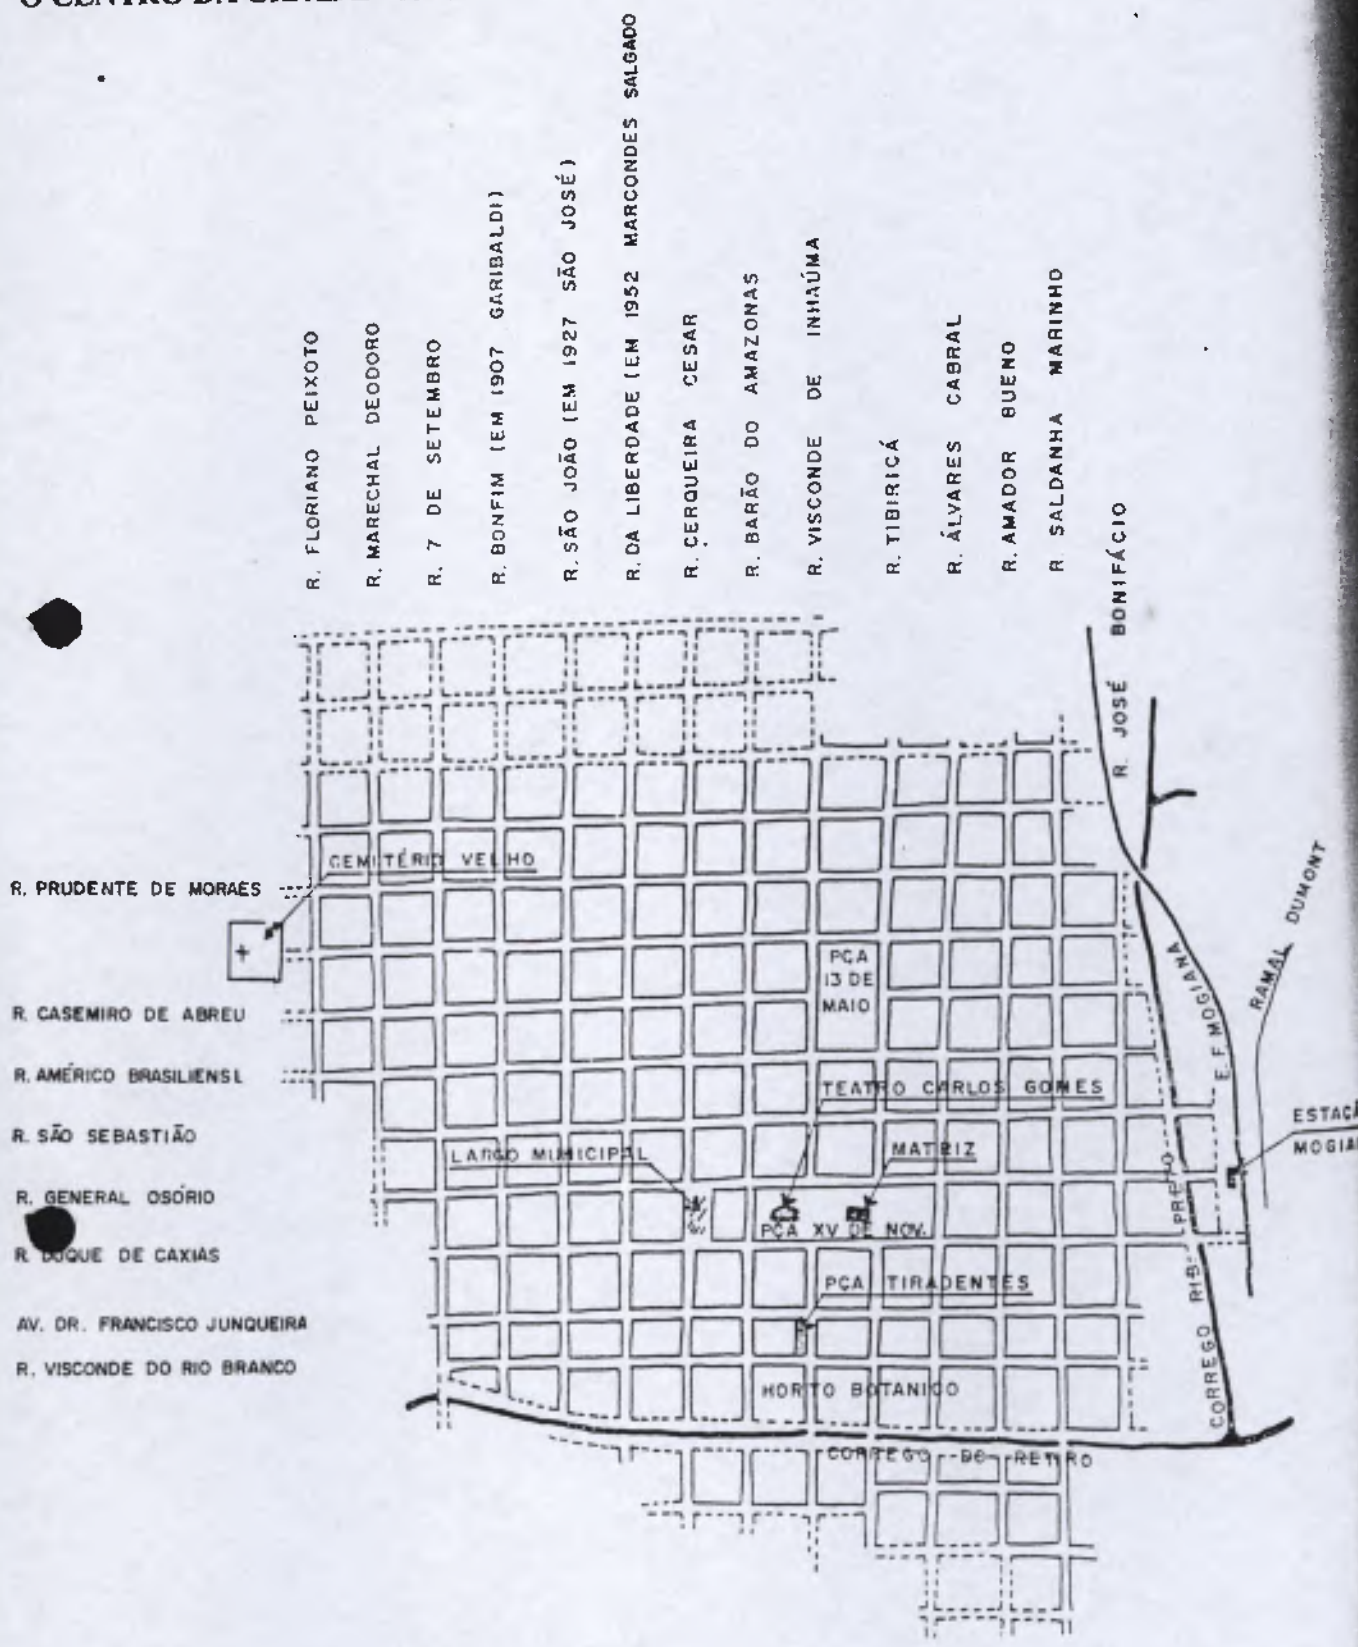 O CENTRO DA
R. FLORIANO PEIXOTO
R. MARECHAL DEODORO
R. 7 DE SETEMBRO
R. BONFIM (EM 1907 GARIBALDI)
R. SÃO JOÃO (EM 1927 SÃO JOSÉ)
R. DA LIBERDADE (EM 1952 MARCONDES SALGADO
R. CERQUEIRA CESAR
R. BARÃO DO AMAZONAS
R. VISCONDE DE INHAÚMA
R. TIBIRIÇÁ
R. ÁLVARES CABRAL
R. AMADOR BUENO
R SALDANHA MARINHO
R. JOSÉ BONIFÁCIO
CEMITÉRIO VELHO
R. PRUDENTE DE MORAES
RAMAL DUMONT
E.F. MOGIANA
PÇA
13 DE
MAIO
R. CASEMIRO DE ABREU
R. AMÉRICO BRASILIENSE
TEATRO CARLOS GOMES
ESTAÇÃ
MOGIA
R. SÃO SEBASTIÃO
LARGO MUNICIPAL
MATRIZ
R. GENERAL OSÓRIO
PÇA XV DE NOV.
R. DUQUE DE CAXIAS
PÇA TIRADENTES
CORREGO RIB. PRETO
AV. DR. FRANCISCO JUNQUEIRA
R. VISCONDE DO RIO BRANCO
HORTO BOTANICO
CORREGO DO RETIRO